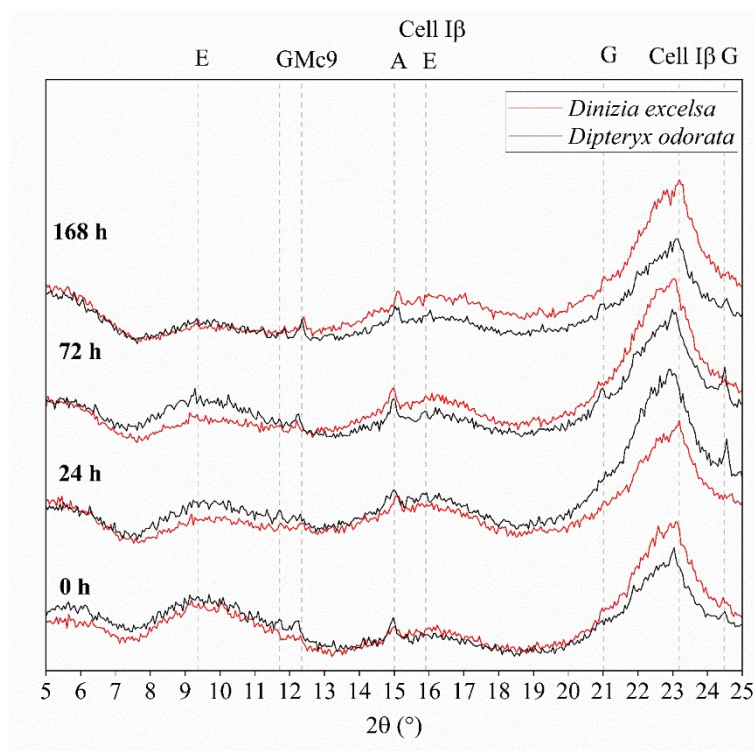 Cell Iβ
E GMc9 A E G Cell Iβ G
Dinizia excelsa
Dipteryx odorata
168 h
72 h
24 h
0 h
5 6 7 8 9 10 11 12 13 14 15 16 17 18 19 20 21 22 23 24 25
2θ (°)